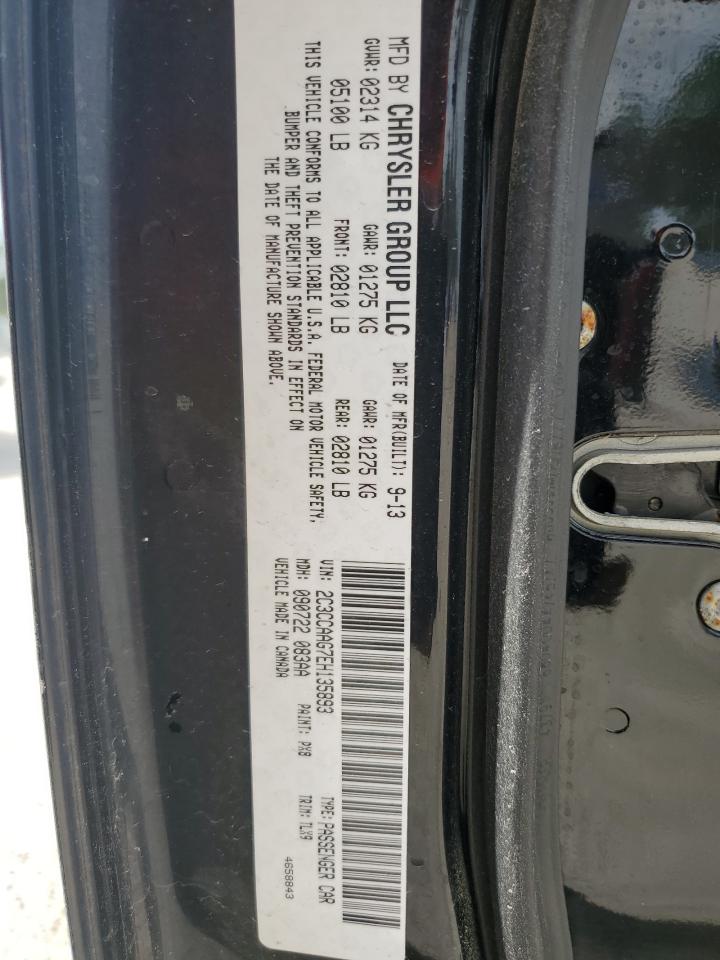 MFD BY CHRYSLER GROUP LLC DATE OF MFR(BUILT): 9-13
GVWR: 02314 KG GAWR: 01275 KG GAWR: 01275 KG
05100 LB FRONT: 02810 LB REAR: 02810 LB
THIS VEHICLE CONFORMS TO ALL APPLICABLE U.S.A. FEDERAL MOTOR VEHICLE SAFETY,
BUMPER AND THEFT PREVENTION STANDARDS IN EFFECT ON
THE DATE OF MANUFACTURE SHOWN ABOVE.
VIN: 2C3CCAAG7EH135893 TYPE: PASSENGER CAR
MDH: 090722 083AA PAINT: PX8 TRIM: TLX9
VEHICLE MADE IN CANADA 4658843